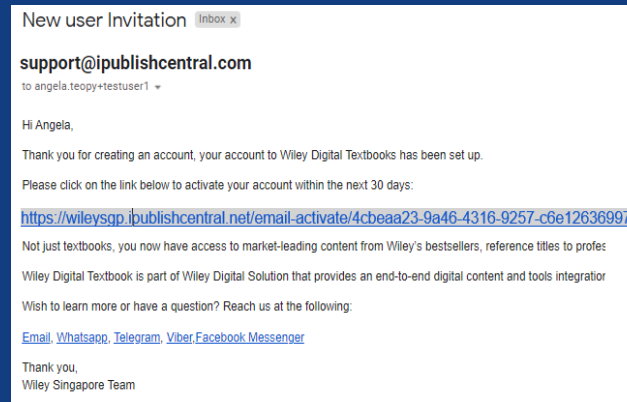 New user Invitation Inbox x
support@ipublishcentral.com
to angela.teopy+testuser1
Hi Angela,
Thank you for creating an account, your account to Wiley Digital Textbooks has been set up.
Please click on the link below to activate your account within the next 30 days:
https://wileysgp.ipublishcentral.net/email-activate/4cbeaa23-9a46-4316-9257-c6e12636997
Not just textbooks, you now have access to market-leading content from Wiley's bestsellers, reference titles to profes
Wiley Digital Textbook is part of Wiley Digital Solution that provides an end-to-end digital content and tools integration
Wish to learn more or have a question? Reach us at the following:
Email, Whatsapp, Telegram, Viber,Facebook Messenger
Thank you,
Wiley Singapore Team